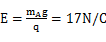 E = m_A g / q = 17N/C